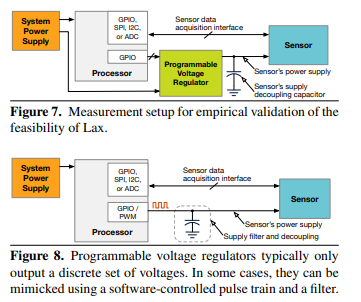 System
Power
Supply
GPIO,
SPI, I2C,
or ADC
GPIO
Processor
Sensor data
acquisition interface
Programmable
Voltage
Regulator
Sensor
Sensor's power supply
Sensor's supply
decoupling capacitor
Figure 7. Measurement setup for empirical validation of the
feasibility of Lax.
System
Power
Supply
GPIO,
SPI, I2C,
or ADC
GPIO /
PWM
Processor
Sensor data
acquisition interface
Sensor
Sensor's power supply
Supply filter and decoupling
Figure 8. Programmable voltage regulators typically only
output a discrete set of voltages. In some cases, they can be
mimicked using a software-controlled pulse train and a filter.